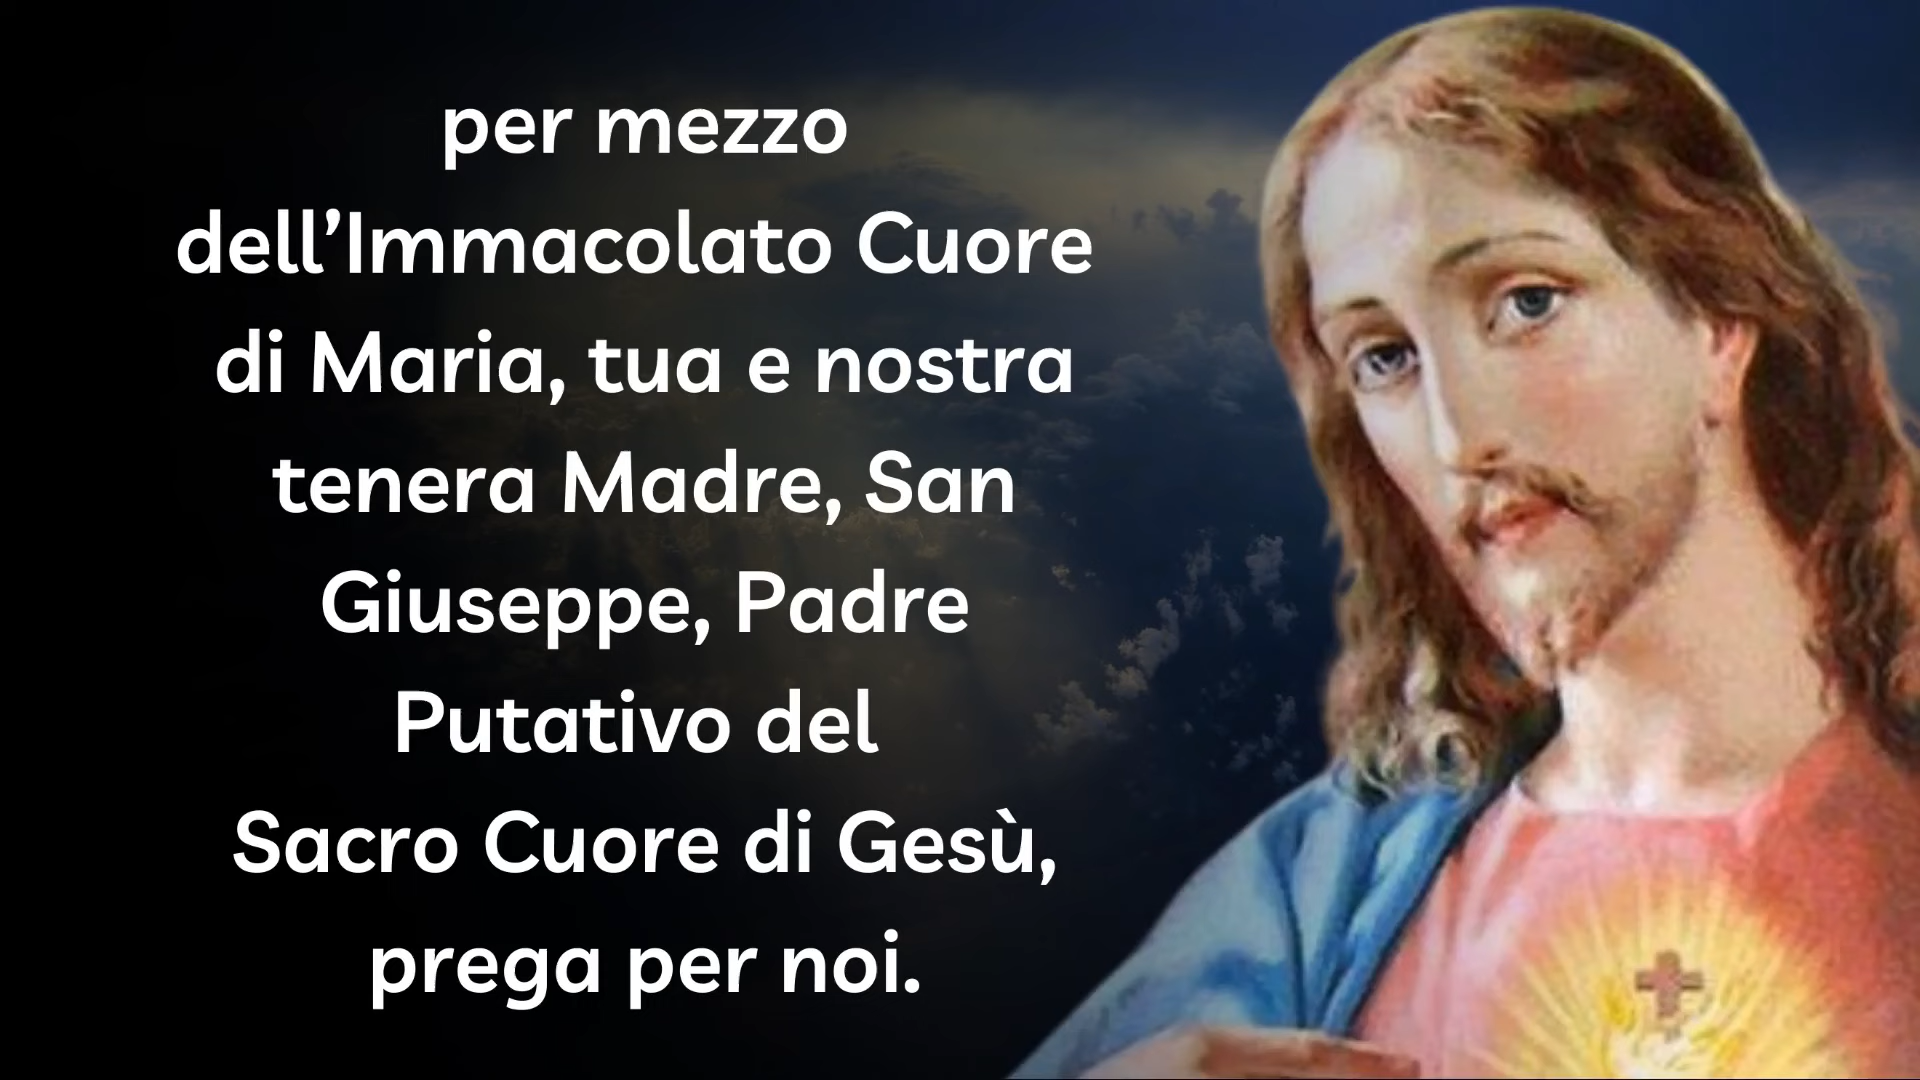 per mezzo
dell’Immacolato Cuore
di Maria, tua e nostra
tenera Madre, San
Giuseppe, Padre
Putativo del
Sacro Cuore di Gesù,
prega per noi.